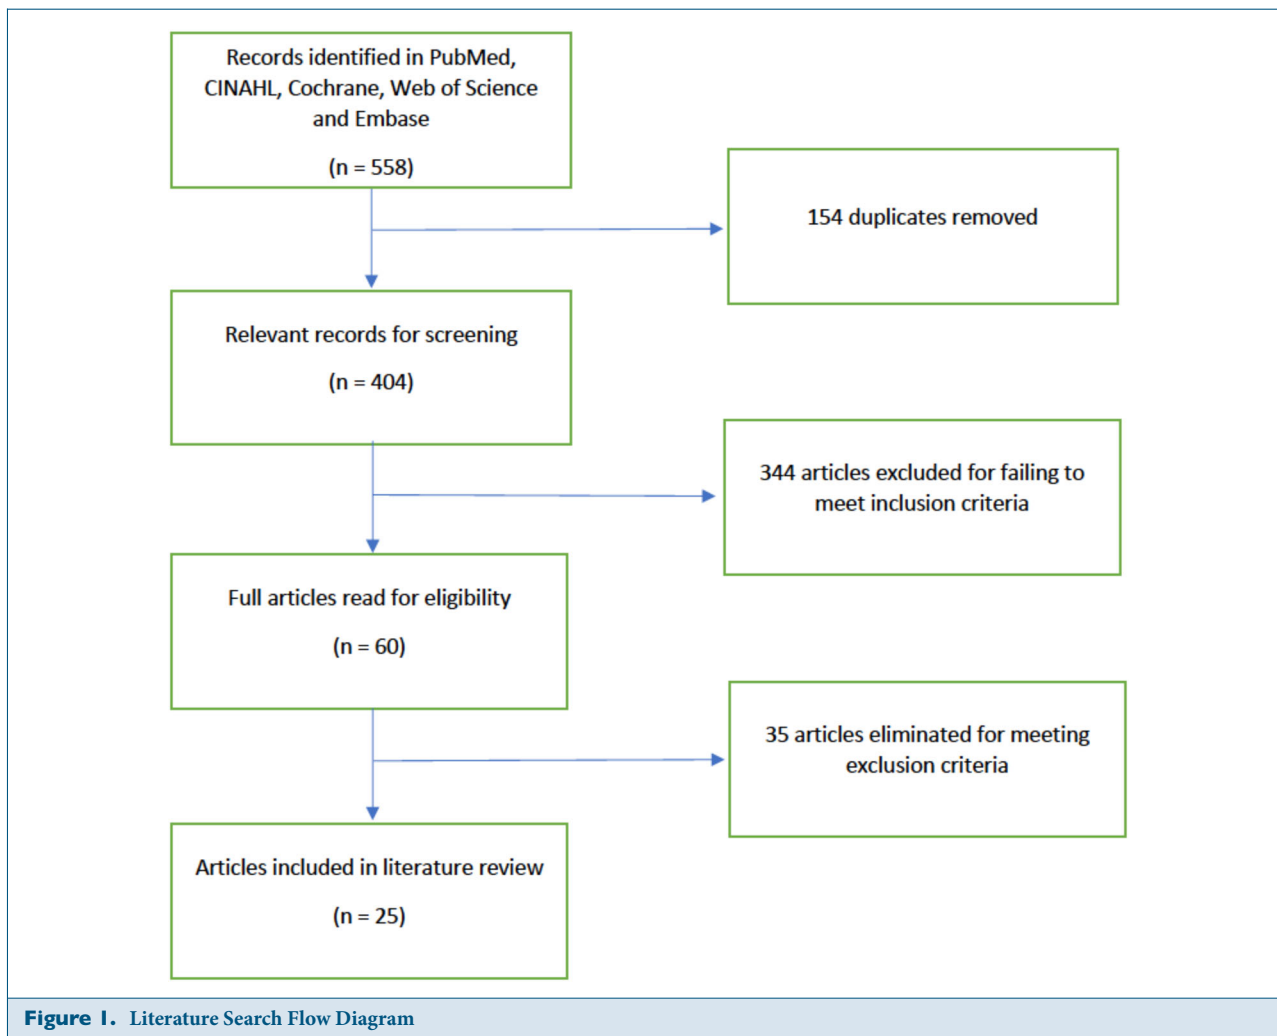 Records identified in PubMed,
CINAHL, Cochrane, Web of Science
and Embase
(n = 558)
154 duplicates removed
Relevant records for screening
(n = 404)
344 articles excluded for failing to
meet inclusion criteria
Full articles read for eligibility
(n = 60)
35 articles eliminated for meeting
exclusion criteria
Articles included in literature review
(n = 25)
Figure 1. Literature Search Flow Diagram